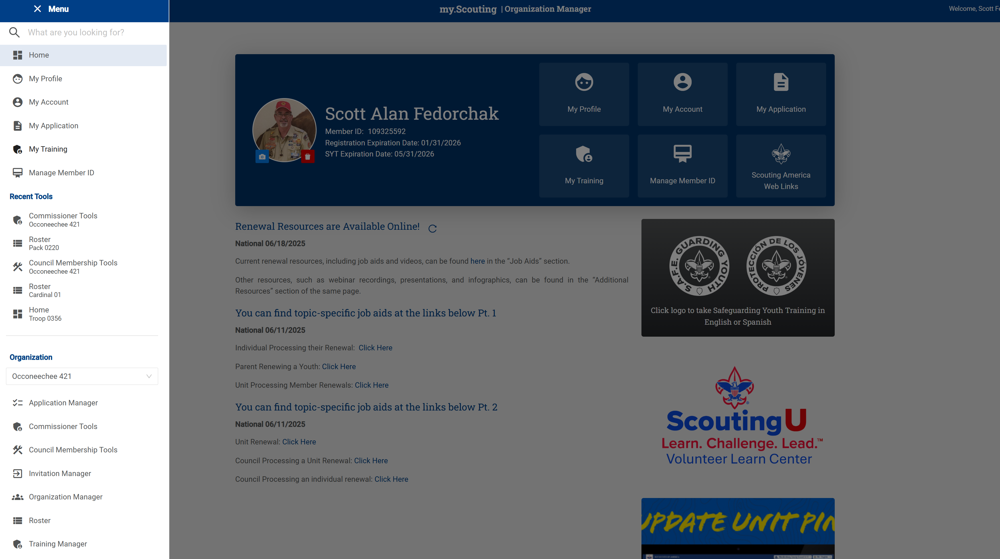 Menu
my.Scouting | Organization Manager
Welcome, Scott Fe
What are you looking for?
Home
My Profile
My Account
My Application
My Training
Manage Member ID
Recent Tools
Commissioner Tools
Occoneechee 421
Roster
Pack 0220
Council Membership Tools
Occoneechee 421
Roster
Cardinal 01
Home
Troop 0356
Organization
Occoneechee 421
Application Manager
Commissioner Tools
Council Membership Tools
Invitation Manager
Organization Manager
Roster
Training Manager
Scott Alan Fedorchak
Member ID: 109325592
Registration Expiration Date: 01/31/2026
SYT Expiration Date: 05/31/2026
My Profile
My Account
My Application
My Training
Manage Member ID
Scouting America
Web Links
Renewal Resources are Available Online!
National 06/18/2025
Current renewal resources, including job aids and videos, can be found here in the “Job Aids” section.
Other resources, such as webinar recordings, presentations, and infographics, can be found in the “Additional
Resources” section of the same page.
You can find topic-specific job aids at the links below Pt. 1
National 06/11/2025
Individual Processing their Renewal: Click Here
Parent Renewing a Youth: Click Here
Unit Processing Member Renewals: Click Here
You can find topic-specific job aids at the links below Pt. 2
National 06/11/2025
Unit Renewal: Click Here
Council Processing a Unit Renewal: Click Here
Council Processing an individual renewal: Click Here
S.A.F.E. GUARDING YOUTH
PROTECCIÓN DE LOS JÓVENES
Click logo to take Safeguarding Youth Training in
English or Spanish
ScoutingU
Learn. Challenge. Lead.™
Volunteer Learn Center
UPDATE UNIT PIN